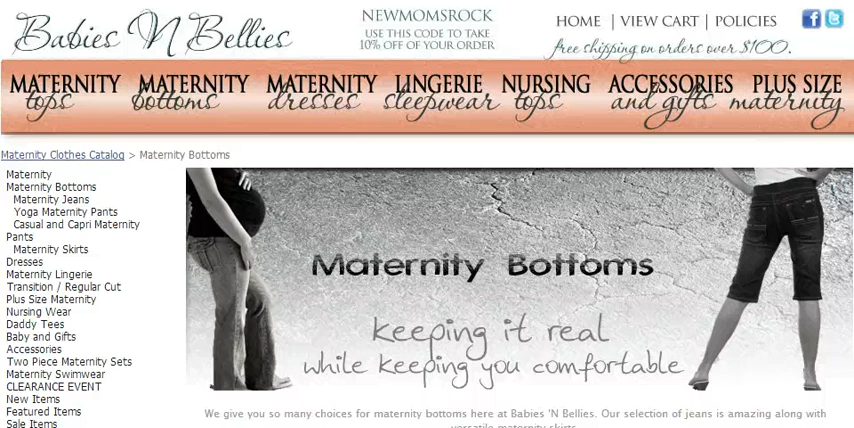 Babies 'N Bellies
NEWMOMSROCK
USE THIS CODE TO TAKE
10% OFF OF YOUR ORDER
HOME | VIEW CART | POLICIES
free shipping on orders over $100.
MATERNITY tops
MATERNITY bottoms
MATERNITY dresses
LINGERIE sleepwear
NURSING tops
ACCESSORIES and gifts
PLUS SIZE maternity
Maternity Clothes Catalog > Maternity Bottoms
Maternity
Maternity Bottoms
Maternity Jeans
Yoga Maternity Pants
Casual and Capri Maternity
Pants
Maternity Skirts
Dresses
Maternity Lingerie
Transition / Regular Cut
Plus Size Maternity
Nursing Wear
Daddy Tees
Baby and Gifts
Accessories
Two Piece Maternity Sets
Maternity Swimwear
CLEARANCE EVENT
New Items
Featured Items
Sale Items
Maternity Bottoms
keeping it real
while keeping you comfortable
We give you so many choices for maternity bottoms here at Babies 'N Bellies. Our selection of jeans is amazing along with
versatile maternity skirts